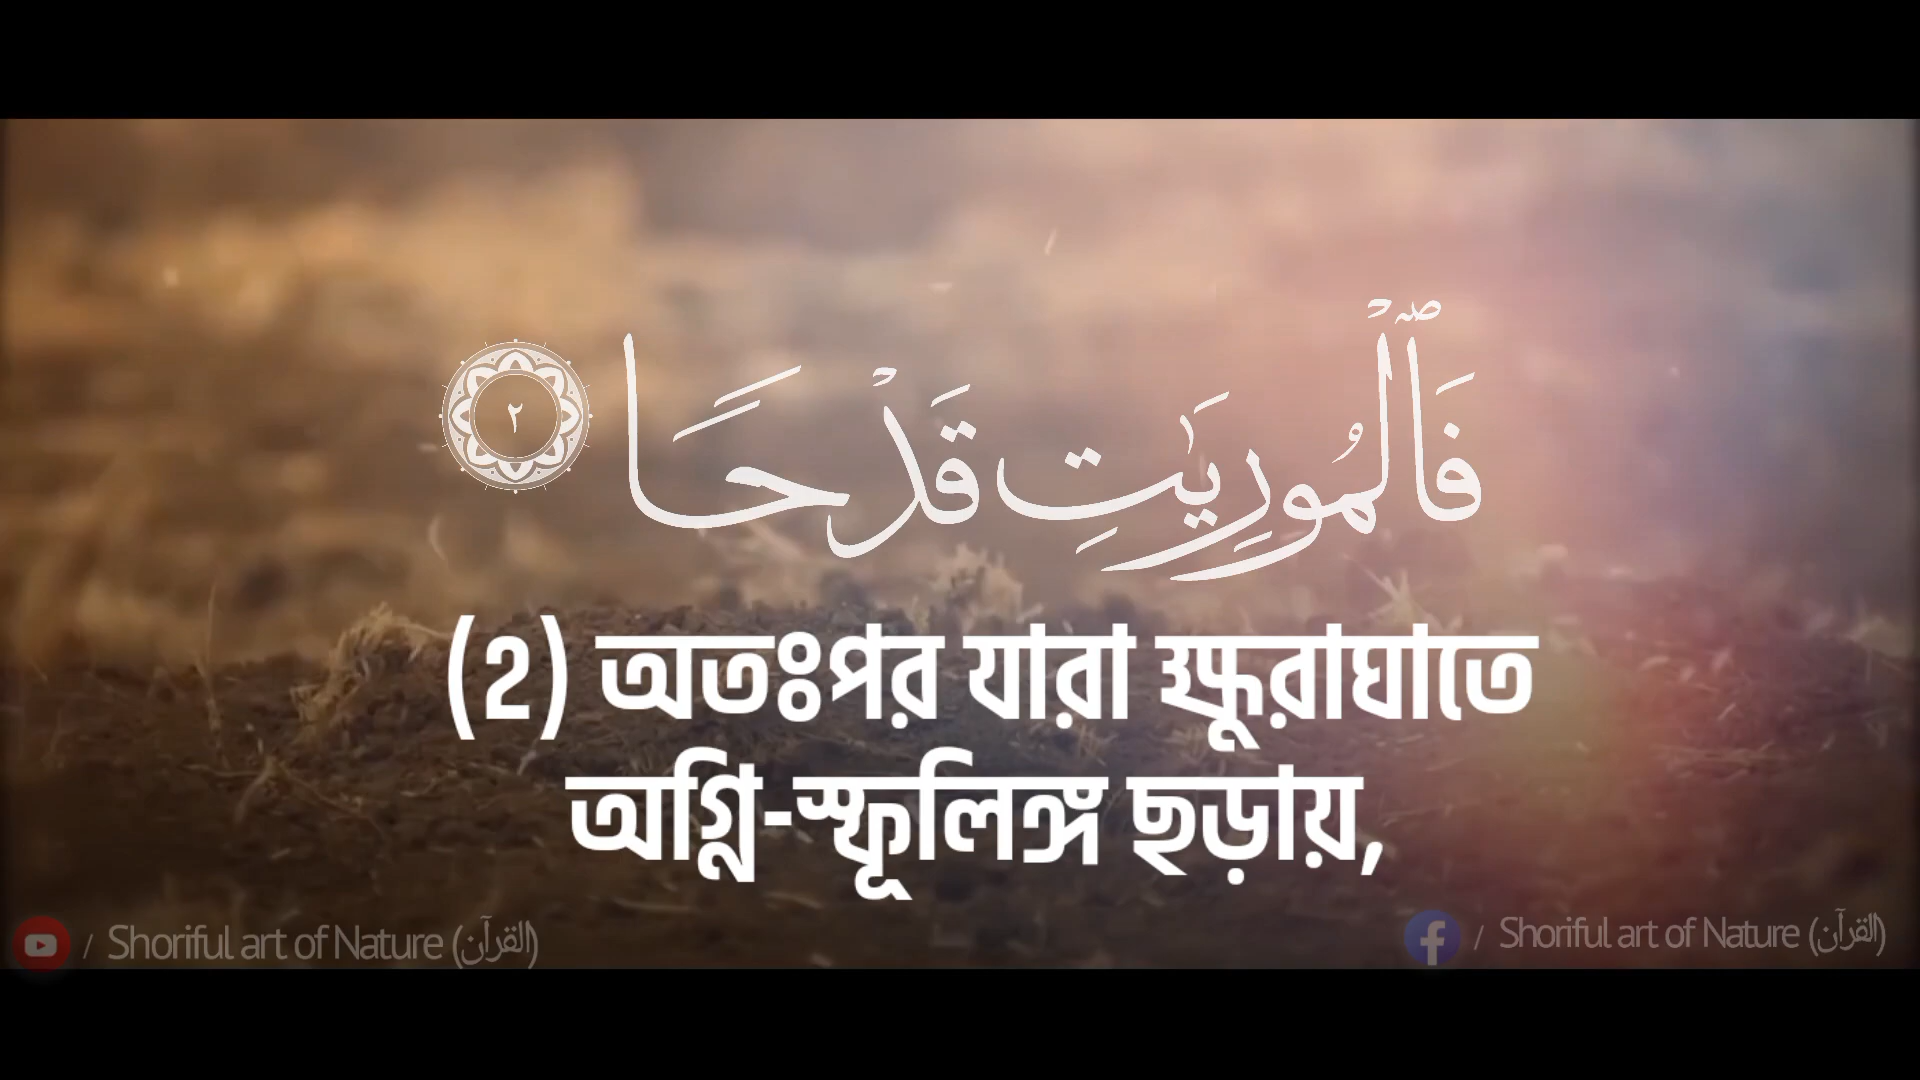 فَٱلْمُورِيَٰتِ قَدْحًا ٢
(2) অতঃপর যারা ক্ষূরাঘাতে
অগ্নি-স্ফূলিঙ্গ ছড়ায়,
/ Shoriful art of Nature (القرآن)
/ Shoriful art of Nature (القرآن)